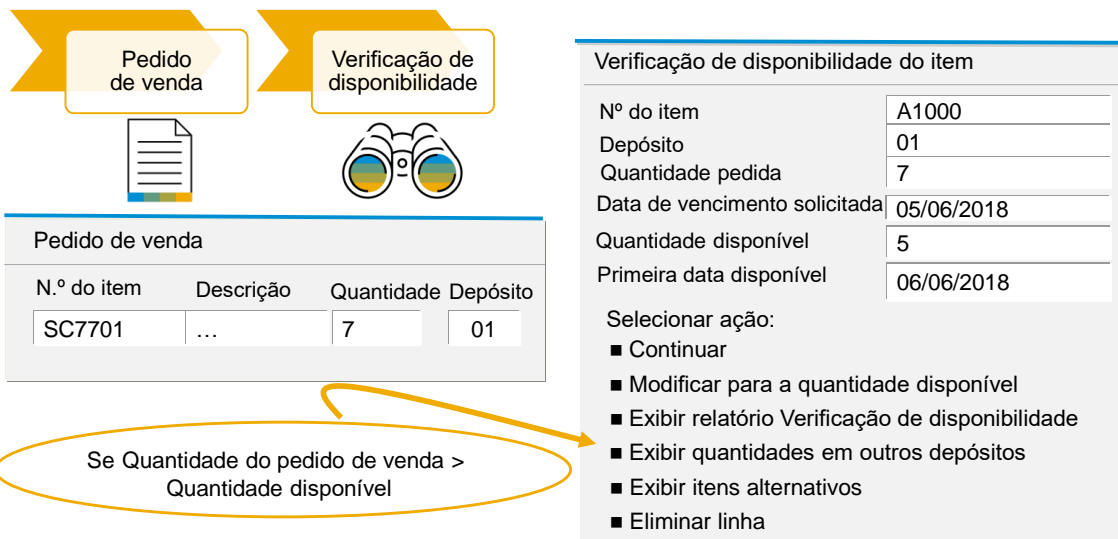 Pedido
de venda
Verificação de
disponibilidade
Pedido de venda
N.º do item Descrição Quantidade Depósito
SC7701 … 7 01
Se Quantidade do pedido de venda >
Quantidade disponível
Verificação de disponibilidade do item
Nº do item A1000
Depósito 01
Quantidade pedida 7
Data de vencimento solicitada 05/06/2018
Quantidade disponível 5
Primeira data disponível 06/06/2018
Selecionar ação:
■ Continuar
■ Modificar para a quantidade disponível
■ Exibir relatório Verificação de disponibilidade
■ Exibir quantidades em outros depósitos
■ Exibir itens alternativos
■ Eliminar linha